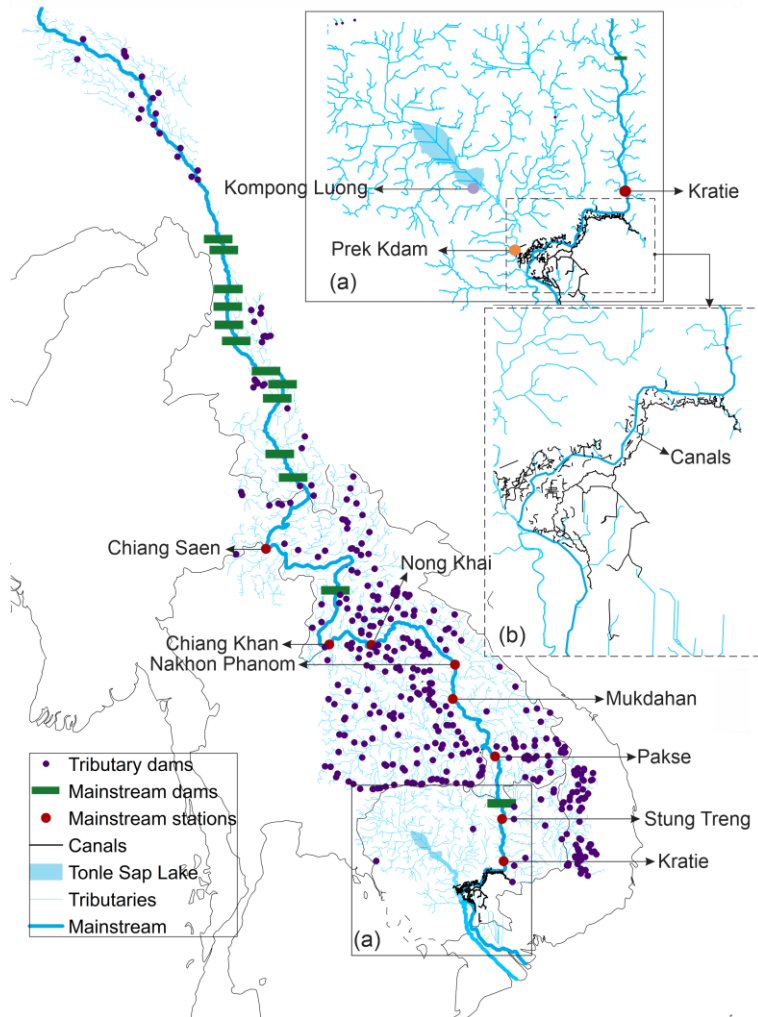 Kompong Luong
Kratie
Prek Kdam
(a)
Canals
(b)
Chiang Saen
Nong Khai
Chiang Khan
Nakhon Phanom
Mukdahan
Pakse
Stung Treng
Kratie
(a)
Tributary dams
Mainstream dams
Mainstream stations
Canals
Tonle Sap Lake
Tributaries
Mainstream